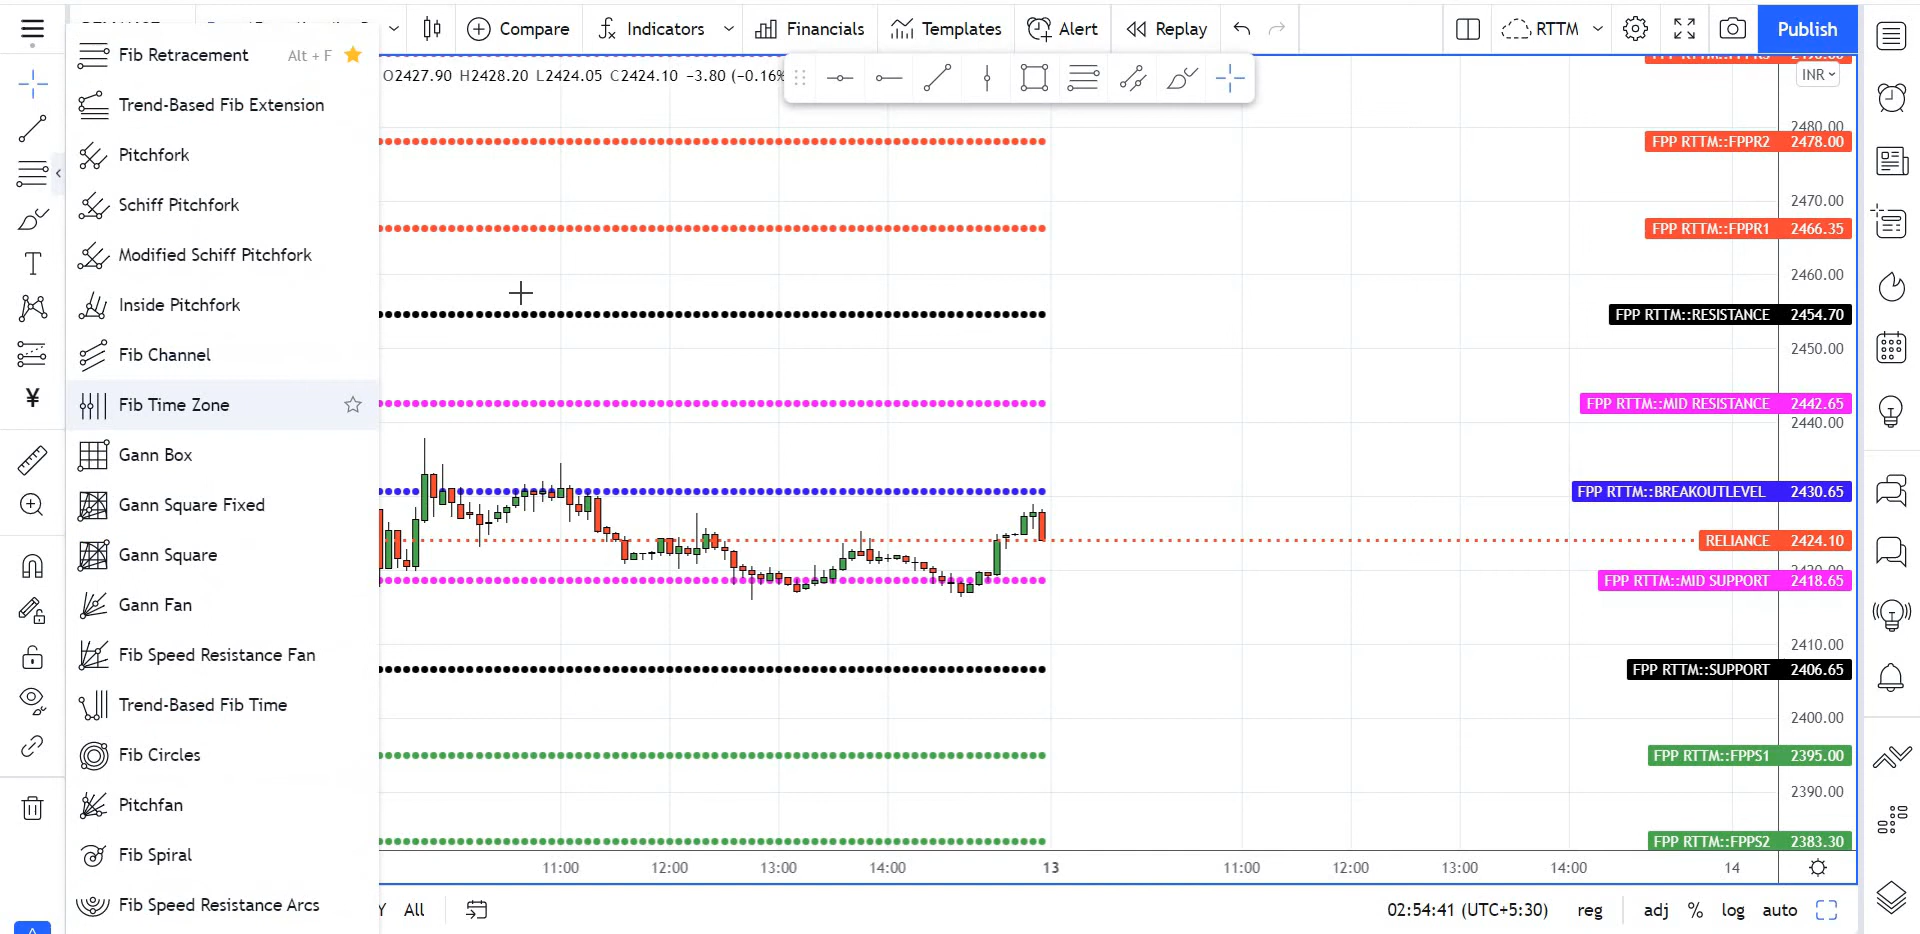 Compare
Indicators
Financials
Templates
Alert
Replay
RTTM
Publish
O2427.90 H2428.20 L2424.05 C2424.10 −3.80 (−0.16%
INR
Fib Retracement Alt + F
Trend-Based Fib Extension
Pitchfork
Schiff Pitchfork
Modified Schiff Pitchfork
Inside Pitchfork
Fib Channel
Fib Time Zone
Gann Box
Gann Square Fixed
Gann Square
Gann Fan
Fib Speed Resistance Fan
Trend-Based Fib Time
Fib Circles
Pitchfan
Fib Spiral
Fib Speed Resistance Arcs
T
¥
2480.00
FPP RTTM::FPPR2 2478.00
2470.00
FPP RTTM::FPPR1 2466.35
2460.00
FPP RTTM::RESISTANCE 2454.70
2450.00
FPP RTTM::MID RESISTANCE 2442.65
2440.00
FPP RTTM::BREAKOUTLEVEL 2430.65
RELIANCE 2424.10
FPP RTTM::MID SUPPORT 2418.65
2410.00
FPP RTTM::SUPPORT 2406.65
2400.00
FPP RTTM::FPPS1 2395.00
2390.00
FPP RTTM::FPPS2 2383.30
11:00 12:00 13:00 14:00 13 11:00 12:00 13:00 14:00 14
Y All
02:54:41 (UTC+5:30) reg adj % log auto